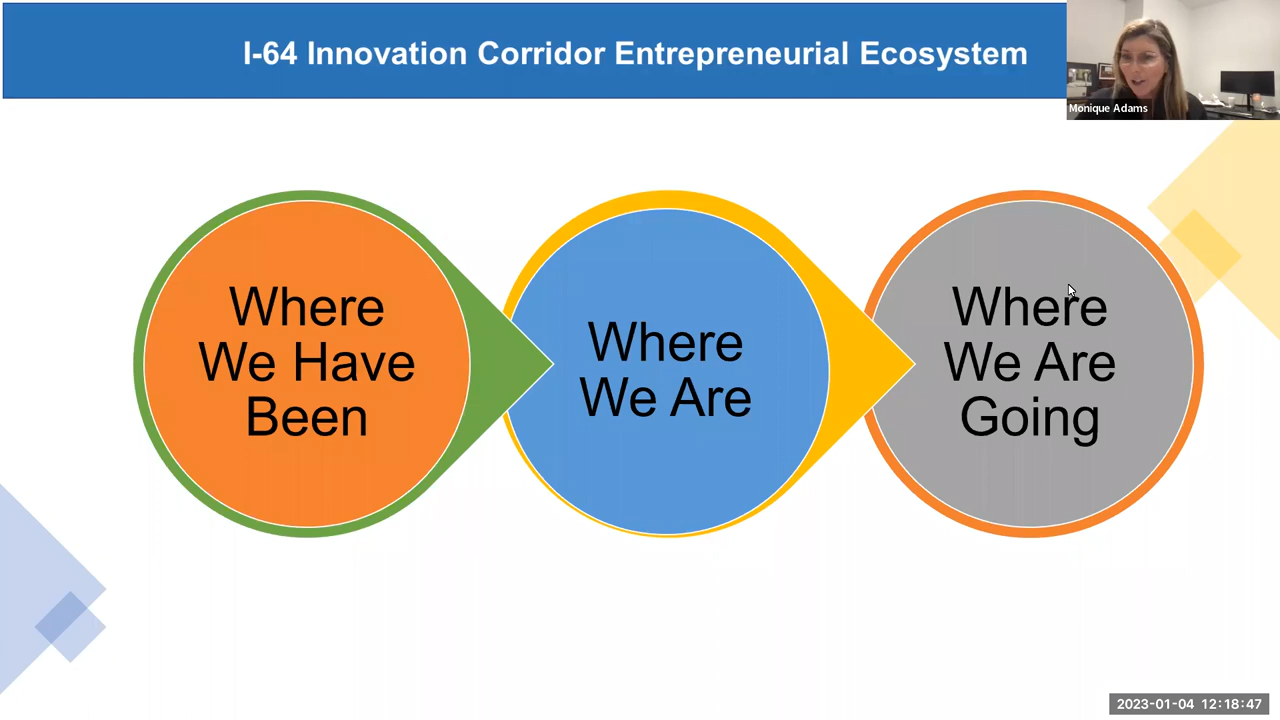 I-64 Innovation Corridor Entrepreneurial Ecosystem
Monique Adams
Where
We Have
Been
Where
We Are
Where
We Are
Going
2023-01-04 12:18:47